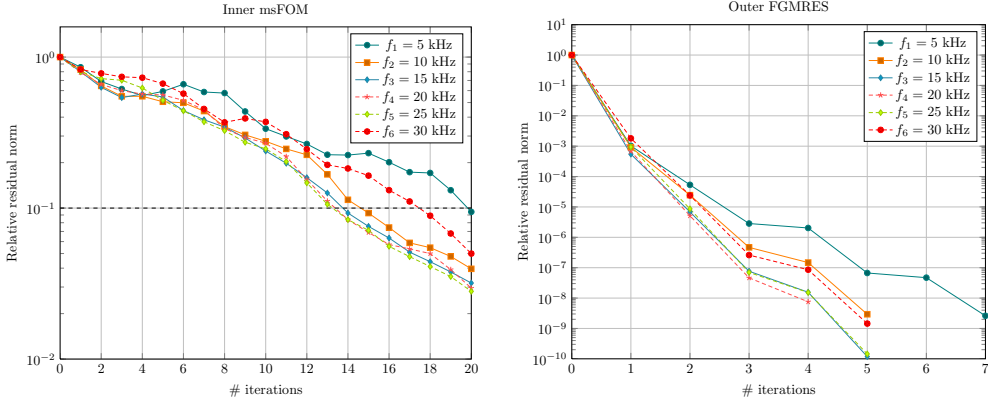 Inner msFOM
Relative residual norm
10^0
10^-1
10^-2
0 2 4 6 8 10 12 14 16 18 20
# iterations
f1 = 5 kHz
f2 = 10 kHz
f3 = 15 kHz
f4 = 20 kHz
f5 = 25 kHz
f6 = 30 kHz
Outer FGMRES
Relative residual norm
10^1
10^0
10^-1
10^-2
10^-3
10^-4
10^-5
10^-6
10^-7
10^-8
10^-9
10^-10
0 1 2 3 4 5 6 7
# iterations
f1 = 5 kHz
f2 = 10 kHz
f3 = 15 kHz
f4 = 20 kHz
f5 = 25 kHz
f6 = 30 kHz